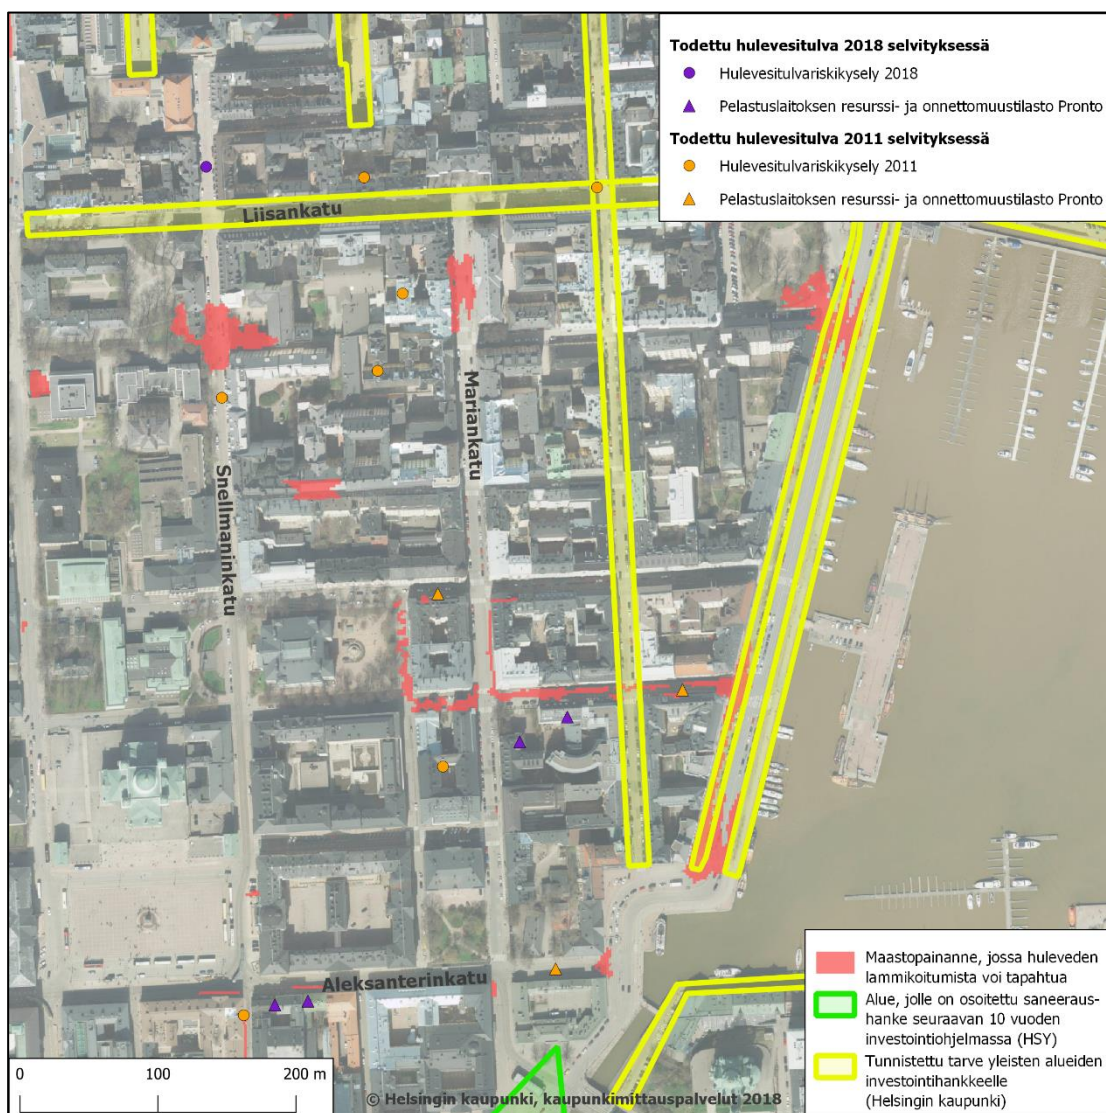 Todettu hulevesitulva 2018 selvityksessä
Hulevesitulvariskikysely 2018
Pelastuslaitoksen resurssi- ja onnettomuustilasto Pronto
Todettu hulevesitulva 2011 selvityksessä
Hulevesitulvariskikysely 2011
Pelastuslaitoksen resurssi- ja onnettomuustilasto Pronto
Liisankatu
Mariankatu
Snellmaninkatu
Aleksanterinkatu
Maastopainanne, jossa huleveden
lammikoitumista voi tapahtua
Alue, jolle on osoitettu saneeraus-
hanke seuraavan 10 vuoden
investointiohjelmassa (HSY)
Tunnistettu tarve yleisten alueiden
investointihankkeelle
(Helsingin kaupunki)
0 100 200 m
© Helsingin kaupunki, kaupunkimittauspalvelut 2018